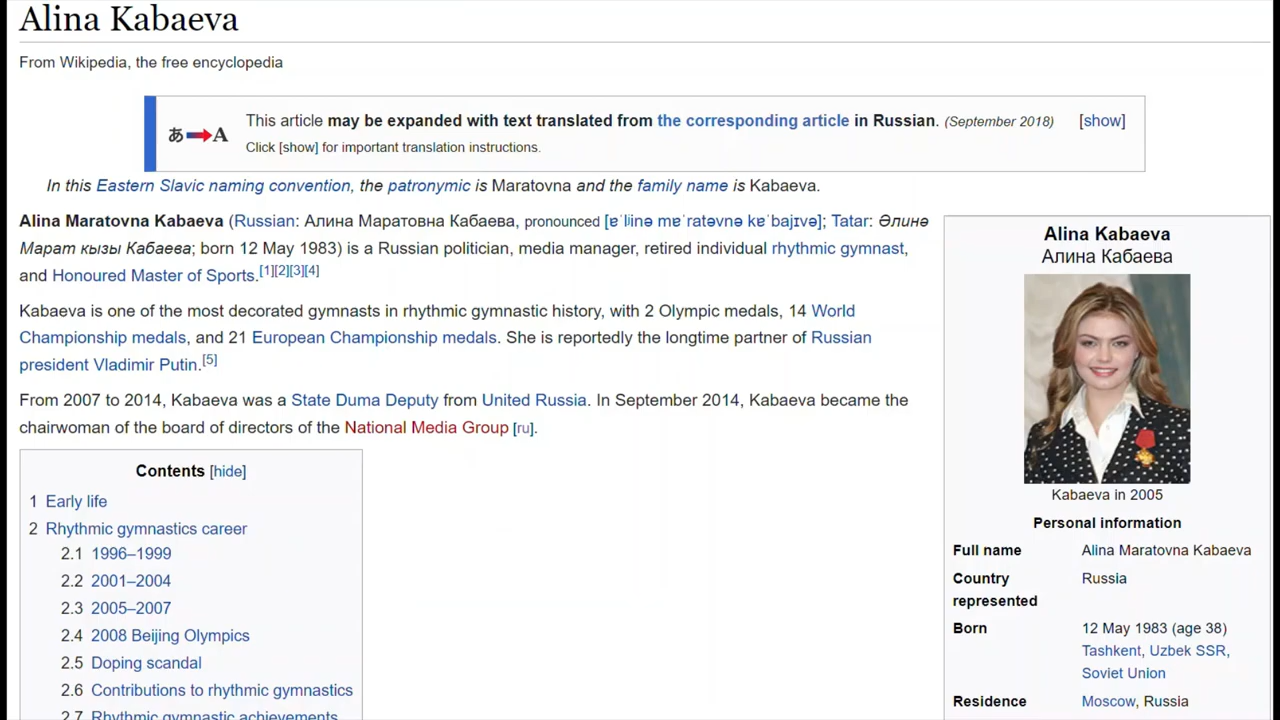 Alina Kabaeva
From Wikipedia, the free encyclopedia
あ A
This article may be expanded with text translated from the corresponding article in Russian. (September 2018) [show]
Click [show] for important translation instructions.
In this Eastern Slavic naming convention, the patronymic is Maratovna and the family name is Kabaeva.
Alina Maratovna Kabaeva (Russian: Алина Маратовна Кабаева, pronounced [ɐˈlʲinə mɐˈratəvnə kɐˈbajɪvə]; Tatar: Әлинә
Марат кызы Кабаева; born 12 May 1983) is a Russian politician, media manager, retired individual rhythmic gymnast,
and Honoured Master of Sports.[1][2][3][4]
Kabaeva is one of the most decorated gymnasts in rhythmic gymnastic history, with 2 Olympic medals, 14 World
Championship medals, and 21 European Championship medals. She is reportedly the longtime partner of Russian
president Vladimir Putin.[5]
From 2007 to 2014, Kabaeva was a State Duma Deputy from United Russia. In September 2014, Kabaeva became the
chairwoman of the board of directors of the National Media Group [ru].
Contents [hide]
1 Early life
2 Rhythmic gymnastics career
2.1 1996–1999
2.2 2001–2004
2.3 2005–2007
2.4 2008 Beijing Olympics
2.5 Doping scandal
2.6 Contributions to rhythmic gymnastics
2.7 Rhythmic gymnastic achievements
Alina Kabaeva
Алина Кабаева
Kabaeva in 2005
Personal information
Full name Alina Maratovna Kabaeva
Country Russia
represented
Born 12 May 1983 (age 38)
Tashkent, Uzbek SSR,
Soviet Union
Residence Moscow, Russia